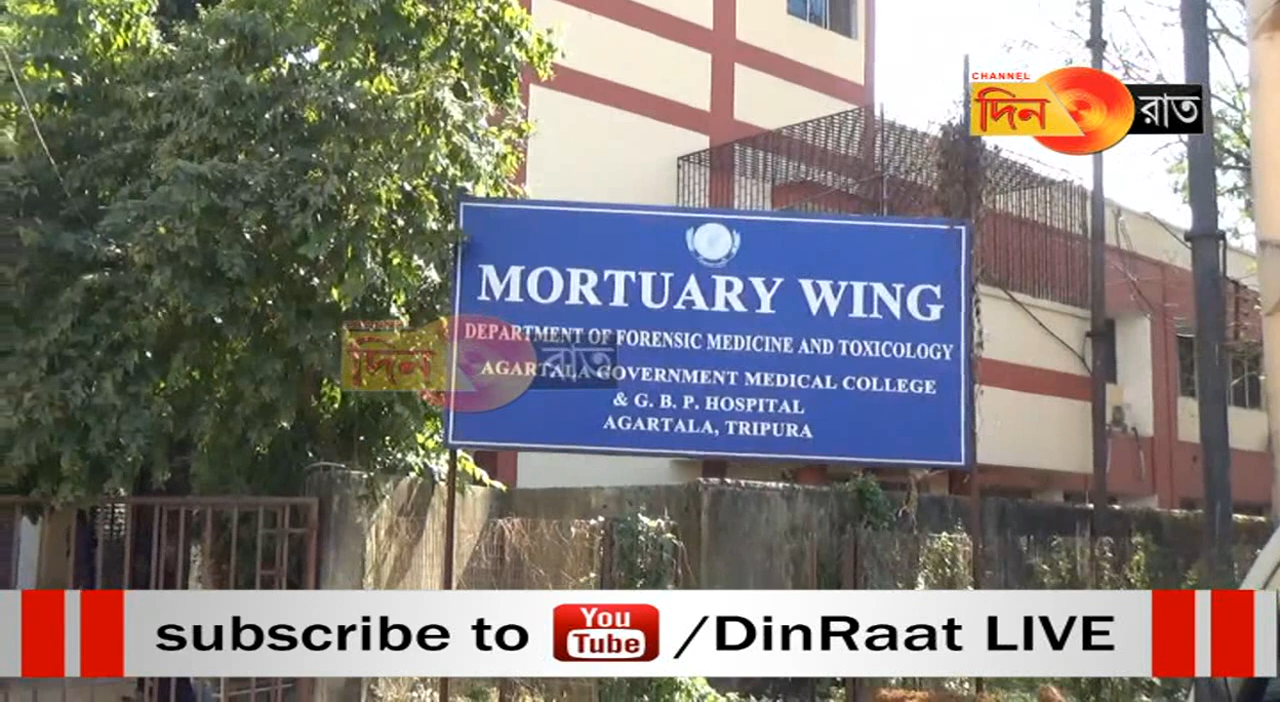 CHANNEL
দিন রাত
MORTUARY WING
DEPARTMENT OF FORENSIC MEDICINE AND TOXICOLOGY
দিন রাত
AGARTALA GOVERNMENT MEDICAL COLLEGE
& G. B. P. HOSPITAL
AGARTALA, TRIPURA
subscribe to You Tube /DinRaat LIVE